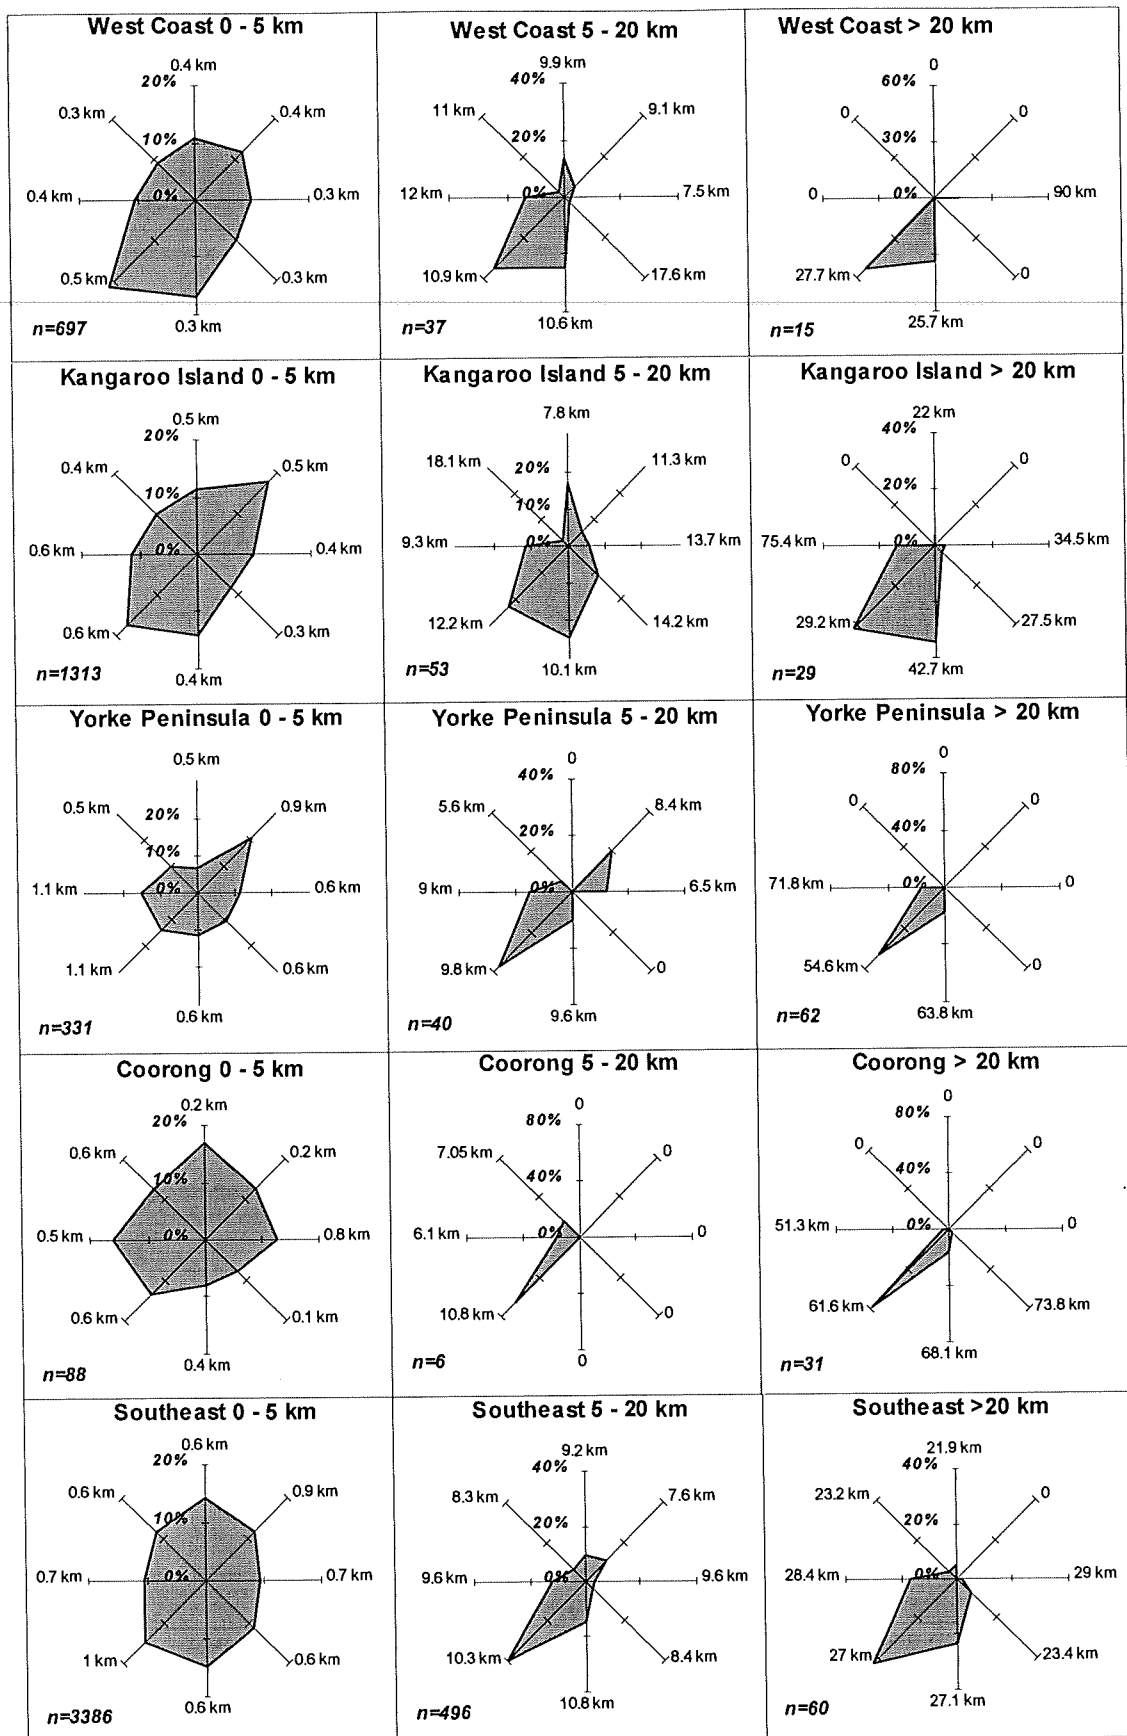 West Coast 0 - 5 km
0.4 km
20%
0.3 km
0.4 km
10%
0.4 km
0%
0.3 km
0.5 km
0.3 km
n=697
0.3 km
West Coast 5 - 20 km
9.9 km
40%
11 km
9.1 km
20%
12 km
0%
7.5 km
10.9 km
17.6 km
n=37
10.6 km
West Coast > 20 km
0
60%
0
0
30%
0
0%
90 km
27.7 km
0
n=15
25.7 km
Kangaroo Island 0 - 5 km
0.5 km
20%
0.4 km
0.5 km
10%
0.6 km
0%
0.4 km
0.6 km
0.3 km
n=1313
0.4 km
Kangaroo Island 5 - 20 km
7.8 km
18.1 km
20%
11.3 km
10%
9.3 km
0%
13.7 km
12.2 km
14.2 km
n=53
10.1 km
Kangaroo Island > 20 km
22 km
40%
0
0
20%
75.4 km
0%
34.5 km
29.2 km
27.5 km
n=29
42.7 km
Yorke Peninsula 0 - 5 km
0.5 km
0.5 km
20%
0.9 km
10%
1.1 km
0%
0.6 km
1.1 km
0.6 km
n=331
0.6 km
Yorke Peninsula 5 - 20 km
0
40%
5.6 km
8.4 km
20%
9 km
0%
6.5 km
9.8 km
0
n=40
9.6 km
Yorke Peninsula > 20 km
0
80%
0
0
40%
71.8 km
0%
0
54.6 km
0
n=62
63.8 km
Coorong 0 - 5 km
0.2 km
20%
0.6 km
0.2 km
10%
0.5 km
0%
0.8 km
0.6 km
0.1 km
n=88
0.4 km
Coorong 5 - 20 km
0
80%
7.05 km
0
40%
6.1 km
0%
0
10.8 km
0
n=6
0
Coorong > 20 km
0
80%
0
0
40%
51.3 km
0%
0
61.6 km
73.8 km
n=31
68.1 km
Southeast 0 - 5 km
0.6 km
20%
0.6 km
0.9 km
10%
0.7 km
0%
0.7 km
1 km
0.6 km
n=3386
0.6 km
Southeast 5 - 20 km
9.2 km
40%
8.3 km
7.6 km
20%
9.6 km
0%
9.6 km
10.3 km
8.4 km
n=496
10.8 km
Southeast >20 km
21.9 km
40%
23.2 km
0
20%
28.4 km
0%
29 km
27 km
23.4 km
n=60
27.1 km